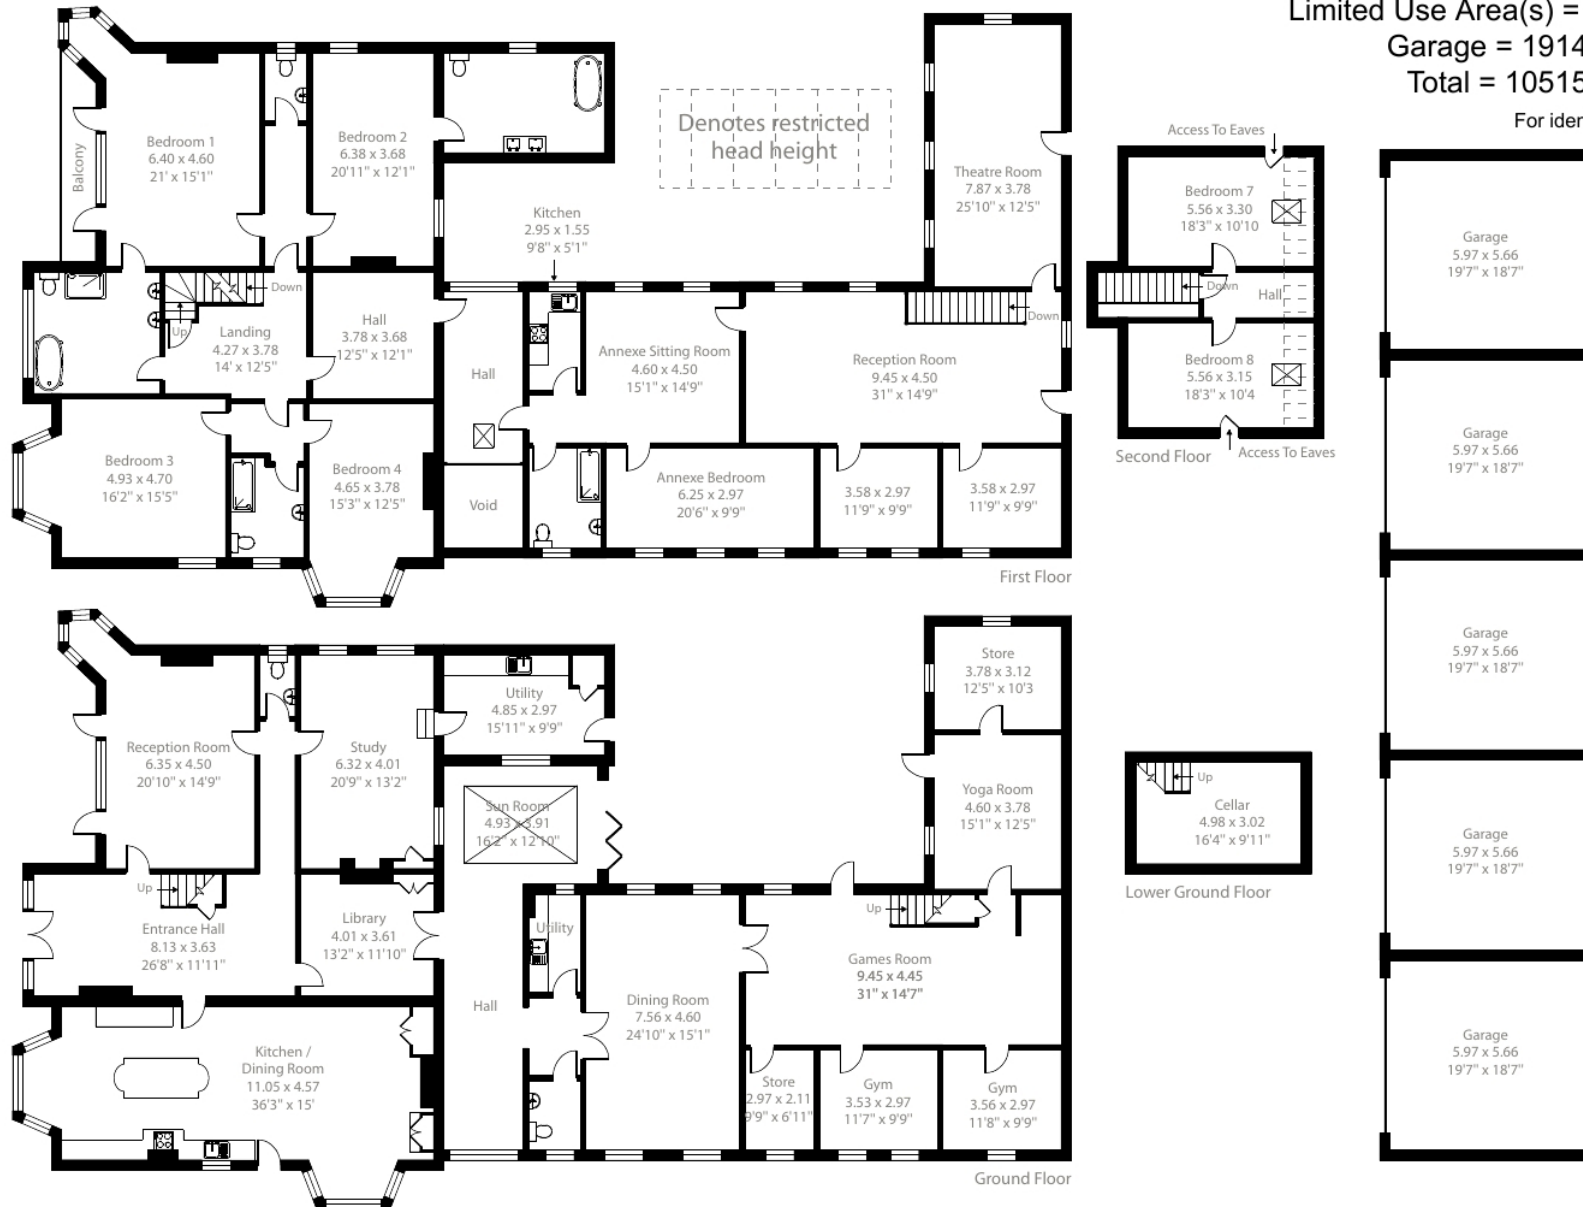 Limited Use Area(s) =
Garage = 1914
Total = 10515
For iden
Bedroom 1
6.40 x 4.60
21' x 15'1"
Balcony
Bedroom 2
6.38 x 3.68
20'11" x 12'1"
Denotes restricted
head height
Theatre Room
7.87 x 3.78
25'10" x 12'5"
Kitchen
2.95 x 1.55
9'8" x 5'1"
Down
Up
Landing
4.27 x 3.78
14' x 12'5"
Hall
3.78 x 3.68
12'5" x 12'1"
Hall
Annexe Sitting Room
4.60 x 4.50
15'1" x 14'9"
Reception Room
9.45 x 4.50
31" x 14'9"
Down
Bedroom 3
4.93 x 4.70
16'2" x 15'5"
Bedroom 4
4.65 x 3.78
15'3" x 12'5"
Void
Annexe Bedroom
6.25 x 2.97
20'6" x 9'9"
3.58 x 2.97
11'9" x 9'9"
3.58 x 2.97
11'9" x 9'9"
First Floor
Access To Eaves
Bedroom 7
5.56 x 3.30
18'3" x 10'10
Down
Hall
Bedroom 8
5.56 x 3.15
18'3" x 10'4
Second Floor
Access To Eaves
Garage
5.97 x 5.66
19'7" x 18'7"
Garage
5.97 x 5.66
19'7" x 18'7"
Garage
5.97 x 5.66
19'7" x 18'7"
Garage
5.97 x 5.66
19'7" x 18'7"
Garage
5.97 x 5.66
19'7" x 18'7"
Reception Room
6.35 x 4.50
20'10" x 14'9"
Study
6.32 x 4.01
20'9" x 13'2"
Utility
4.85 x 2.97
15'11" x 9'9"
Sun Room
4.93 x 3.91
16'2" x 12'10"
Store
3.78 x 3.12
12'5" x 10'3
Yoga Room
4.60 x 3.78
15'1" x 12'5"
Up
Entrance Hall
8.13 x 3.63
26'8" x 11'11"
Library
4.01 x 3.61
13'2" x 11'10"
Hall
Utility
Dining Room
7.56 x 4.60
24'10" x 15'1"
Up
Games Room
9.45 x 4.45
31" x 14'7"
Kitchen /
Dining Room
11.05 x 4.57
36'3" x 15'
Store
2.97 x 2.11
9'9" x 6'11"
Gym
3.53 x 2.97
11'7" x 9'9"
Gym
3.56 x 2.97
11'8" x 9'9"
Ground Floor
Up
Cellar
4.98 x 3.02
16'4" x 9'11"
Lower Ground Floor